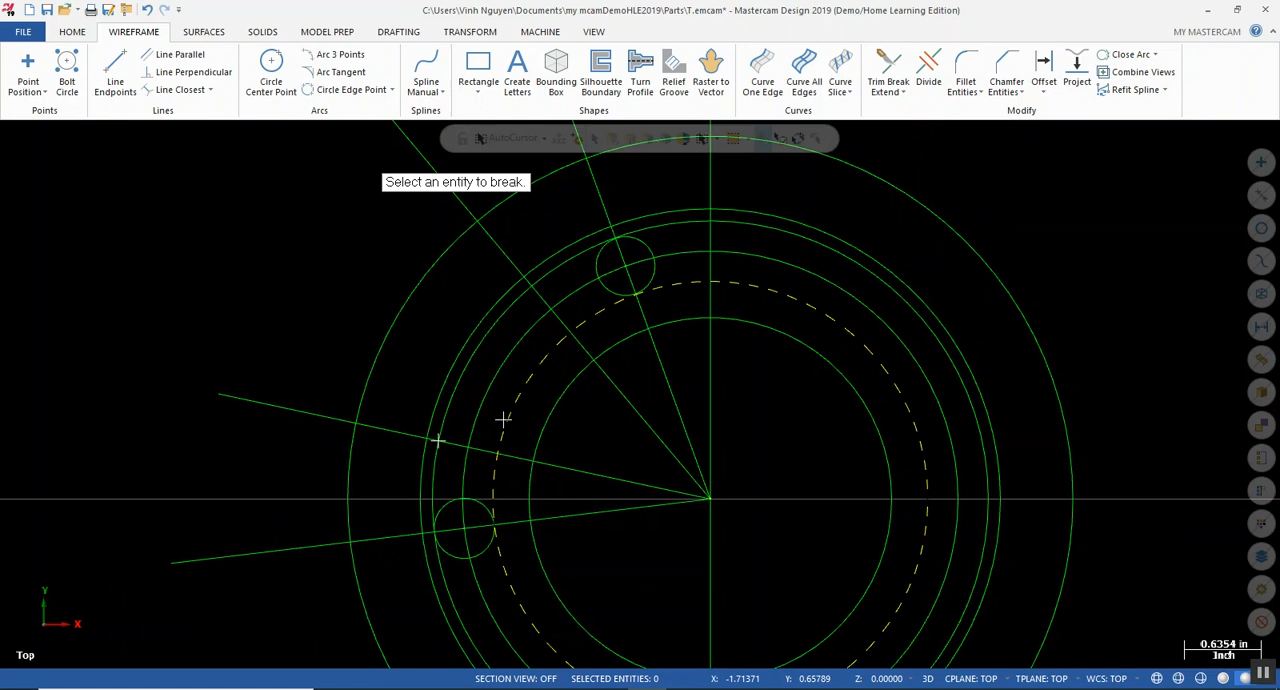 C:\Users\Vinh Nguyen\Documents\my mcamDemoHLE2019\Parts\T.emcam* - Mastercam Design 2019 (Demo/Home Learning Edition)
FILE HOME WIREFRAME SURFACES SOLIDS MODEL PREP DRAFTING TRANSFORM MACHINE VIEW MY MASTERCAM
Point Position
Bolt Circle
Points
Line Endpoints
Line Parallel
Line Perpendicular
Line Closest
Lines
Circle Center Point
Arc 3 Points
Arc Tangent
Circle Edge Point
Arcs
Spline Manual
Splines
Rectangle
Create Letters
Bounding Box
Silhouette Boundary
Turn Profile
Relief Groove
Raster to Vector
Shapes
Curve One Edge
Curve All Edges
Curve Slice
Curves
Trim Break Extend
Divide
Fillet Entities
Chamfer Entities
Offset
Project
Close Arc
Combine Views
Refit Spline
Modify
AutoCursor
Select an entity to break.
Y
X
Top
0.6354 in
Inch
SECTION VIEW: OFF SELECTED ENTITIES: 0 X: -1.71371 Y: 0.65789 Z: 0.00000 3D CPLANE: TOP TPLANE: TOP WCS: TOP